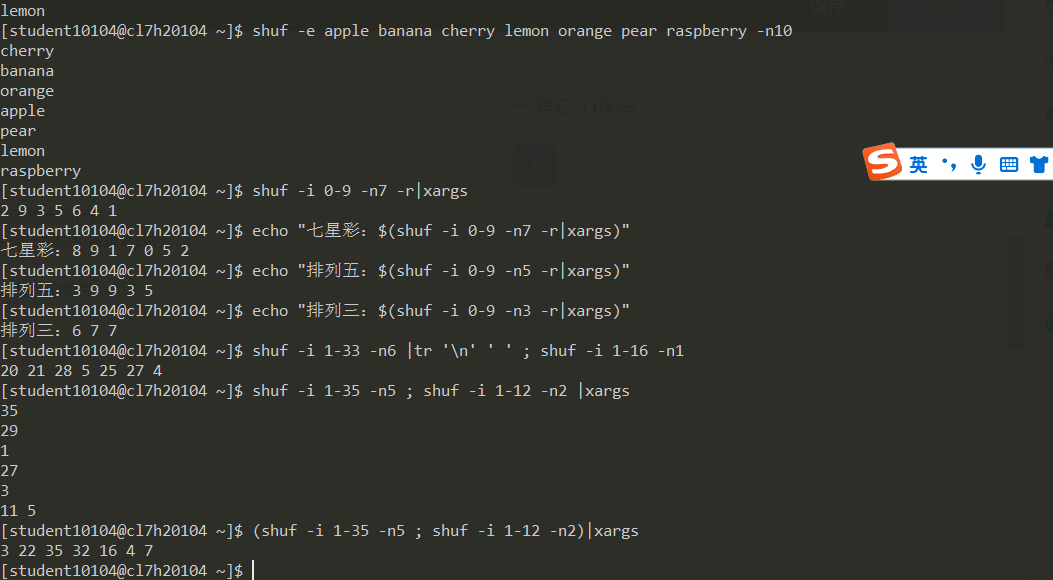 lemon
[student10104@cl7h20104 ~]$ shuf -e apple banana cherry lemon orange pear raspberry -n10
cherry
banana
orange
apple
pear
lemon
raspberry
[student10104@cl7h20104 ~]$ shuf -i 0-9 -n7 -r|xargs
2 9 3 5 6 4 1
[student10104@cl7h20104 ~]$ echo "七星彩：$(shuf -i 0-9 -n7 -r|xargs)"
七星彩：8 9 1 7 0 5 2
[student10104@cl7h20104 ~]$ echo "排列五：$(shuf -i 0-9 -n5 -r|xargs)"
排列五：3 9 9 3 5
[student10104@cl7h20104 ~]$ echo "排列三：$(shuf -i 0-9 -n3 -r|xargs)"
排列三：6 7 7
[student10104@cl7h20104 ~]$ shuf -i 1-33 -n6 |tr '\n' ' ' ; shuf -i 1-16 -n1
20 21 28 5 25 27 4
[student10104@cl7h20104 ~]$ shuf -i 1-35 -n5 ; shuf -i 1-12 -n2 |xargs
35
29
1
27
3
11 5
[student10104@cl7h20104 ~]$ (shuf -i 1-35 -n5 ; shuf -i 1-12 -n2)|xargs
3 22 35 32 16 4 7
[student10104@cl7h20104 ~]$
S 英